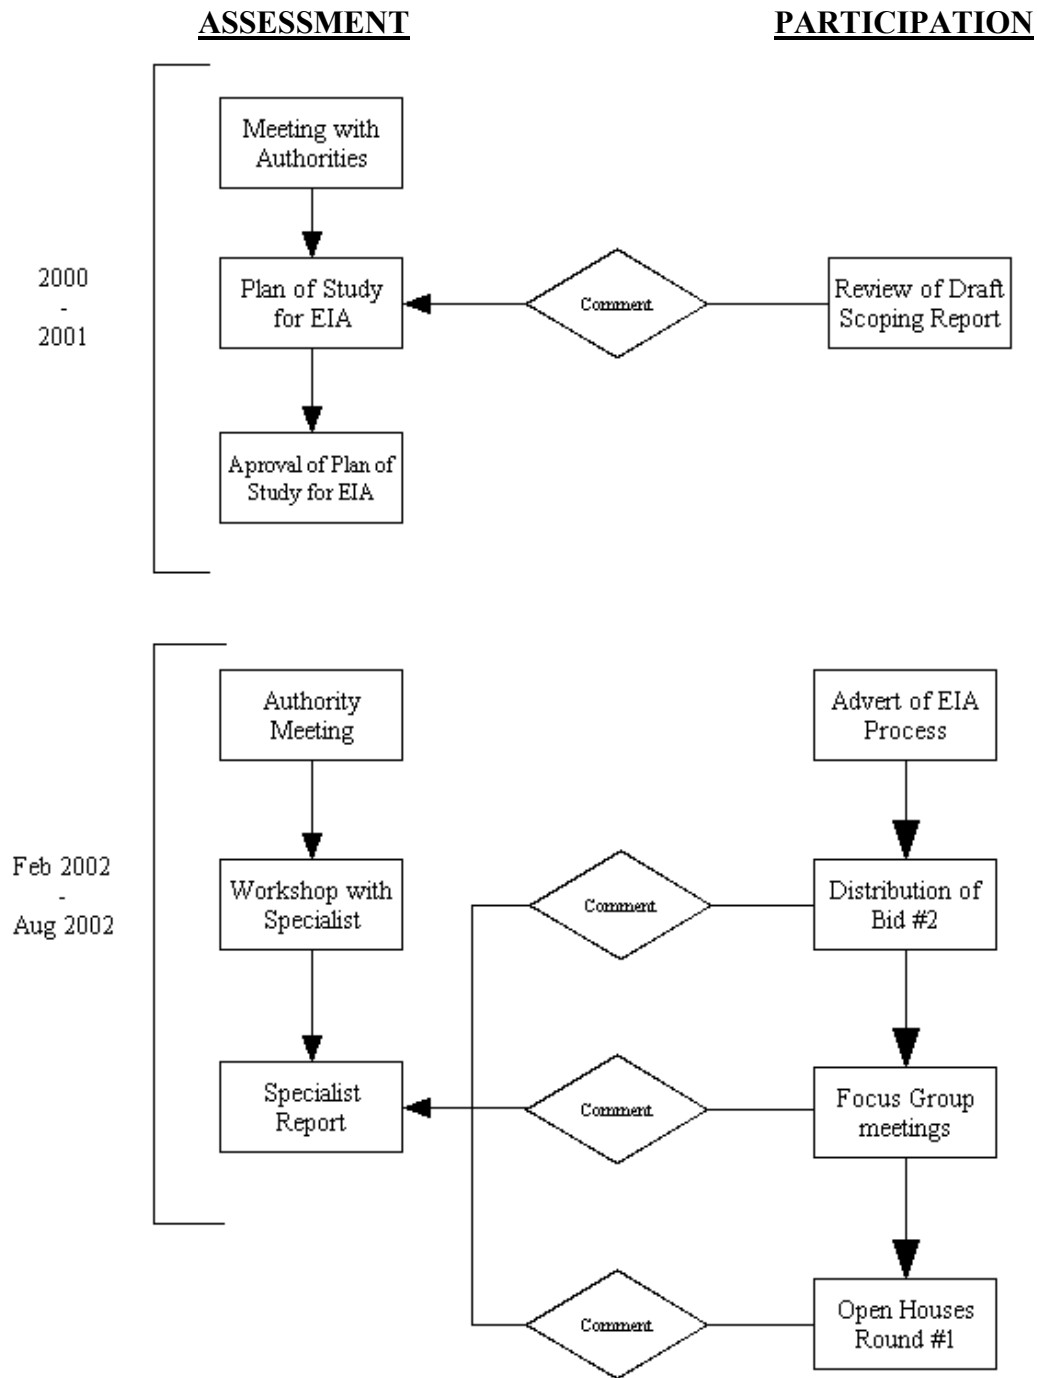 ASSESSMENT
PARTICIPATION
Meeting with
Authorities
2000
-
2001
Plan of Study
for EIA
Comment
Review of Draft
Scoping Report
Aproval of Plan of
Study for EIA
Authority
Meeting
Advert of EIA
Process
Feb 2002
-
Aug 2002
Workshop with
Specialist
Comment
Distribution of
Bid #2
Specialist
Report
Comment
Focus Group
meetings
Comment
Open Houses
Round #1